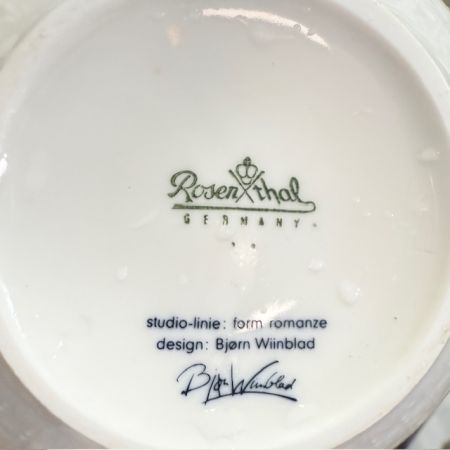 Rosenthal
GERMANY
studio-linie: form romanze
design: Bjørn Wiinblad
Bjørn Wiinblad